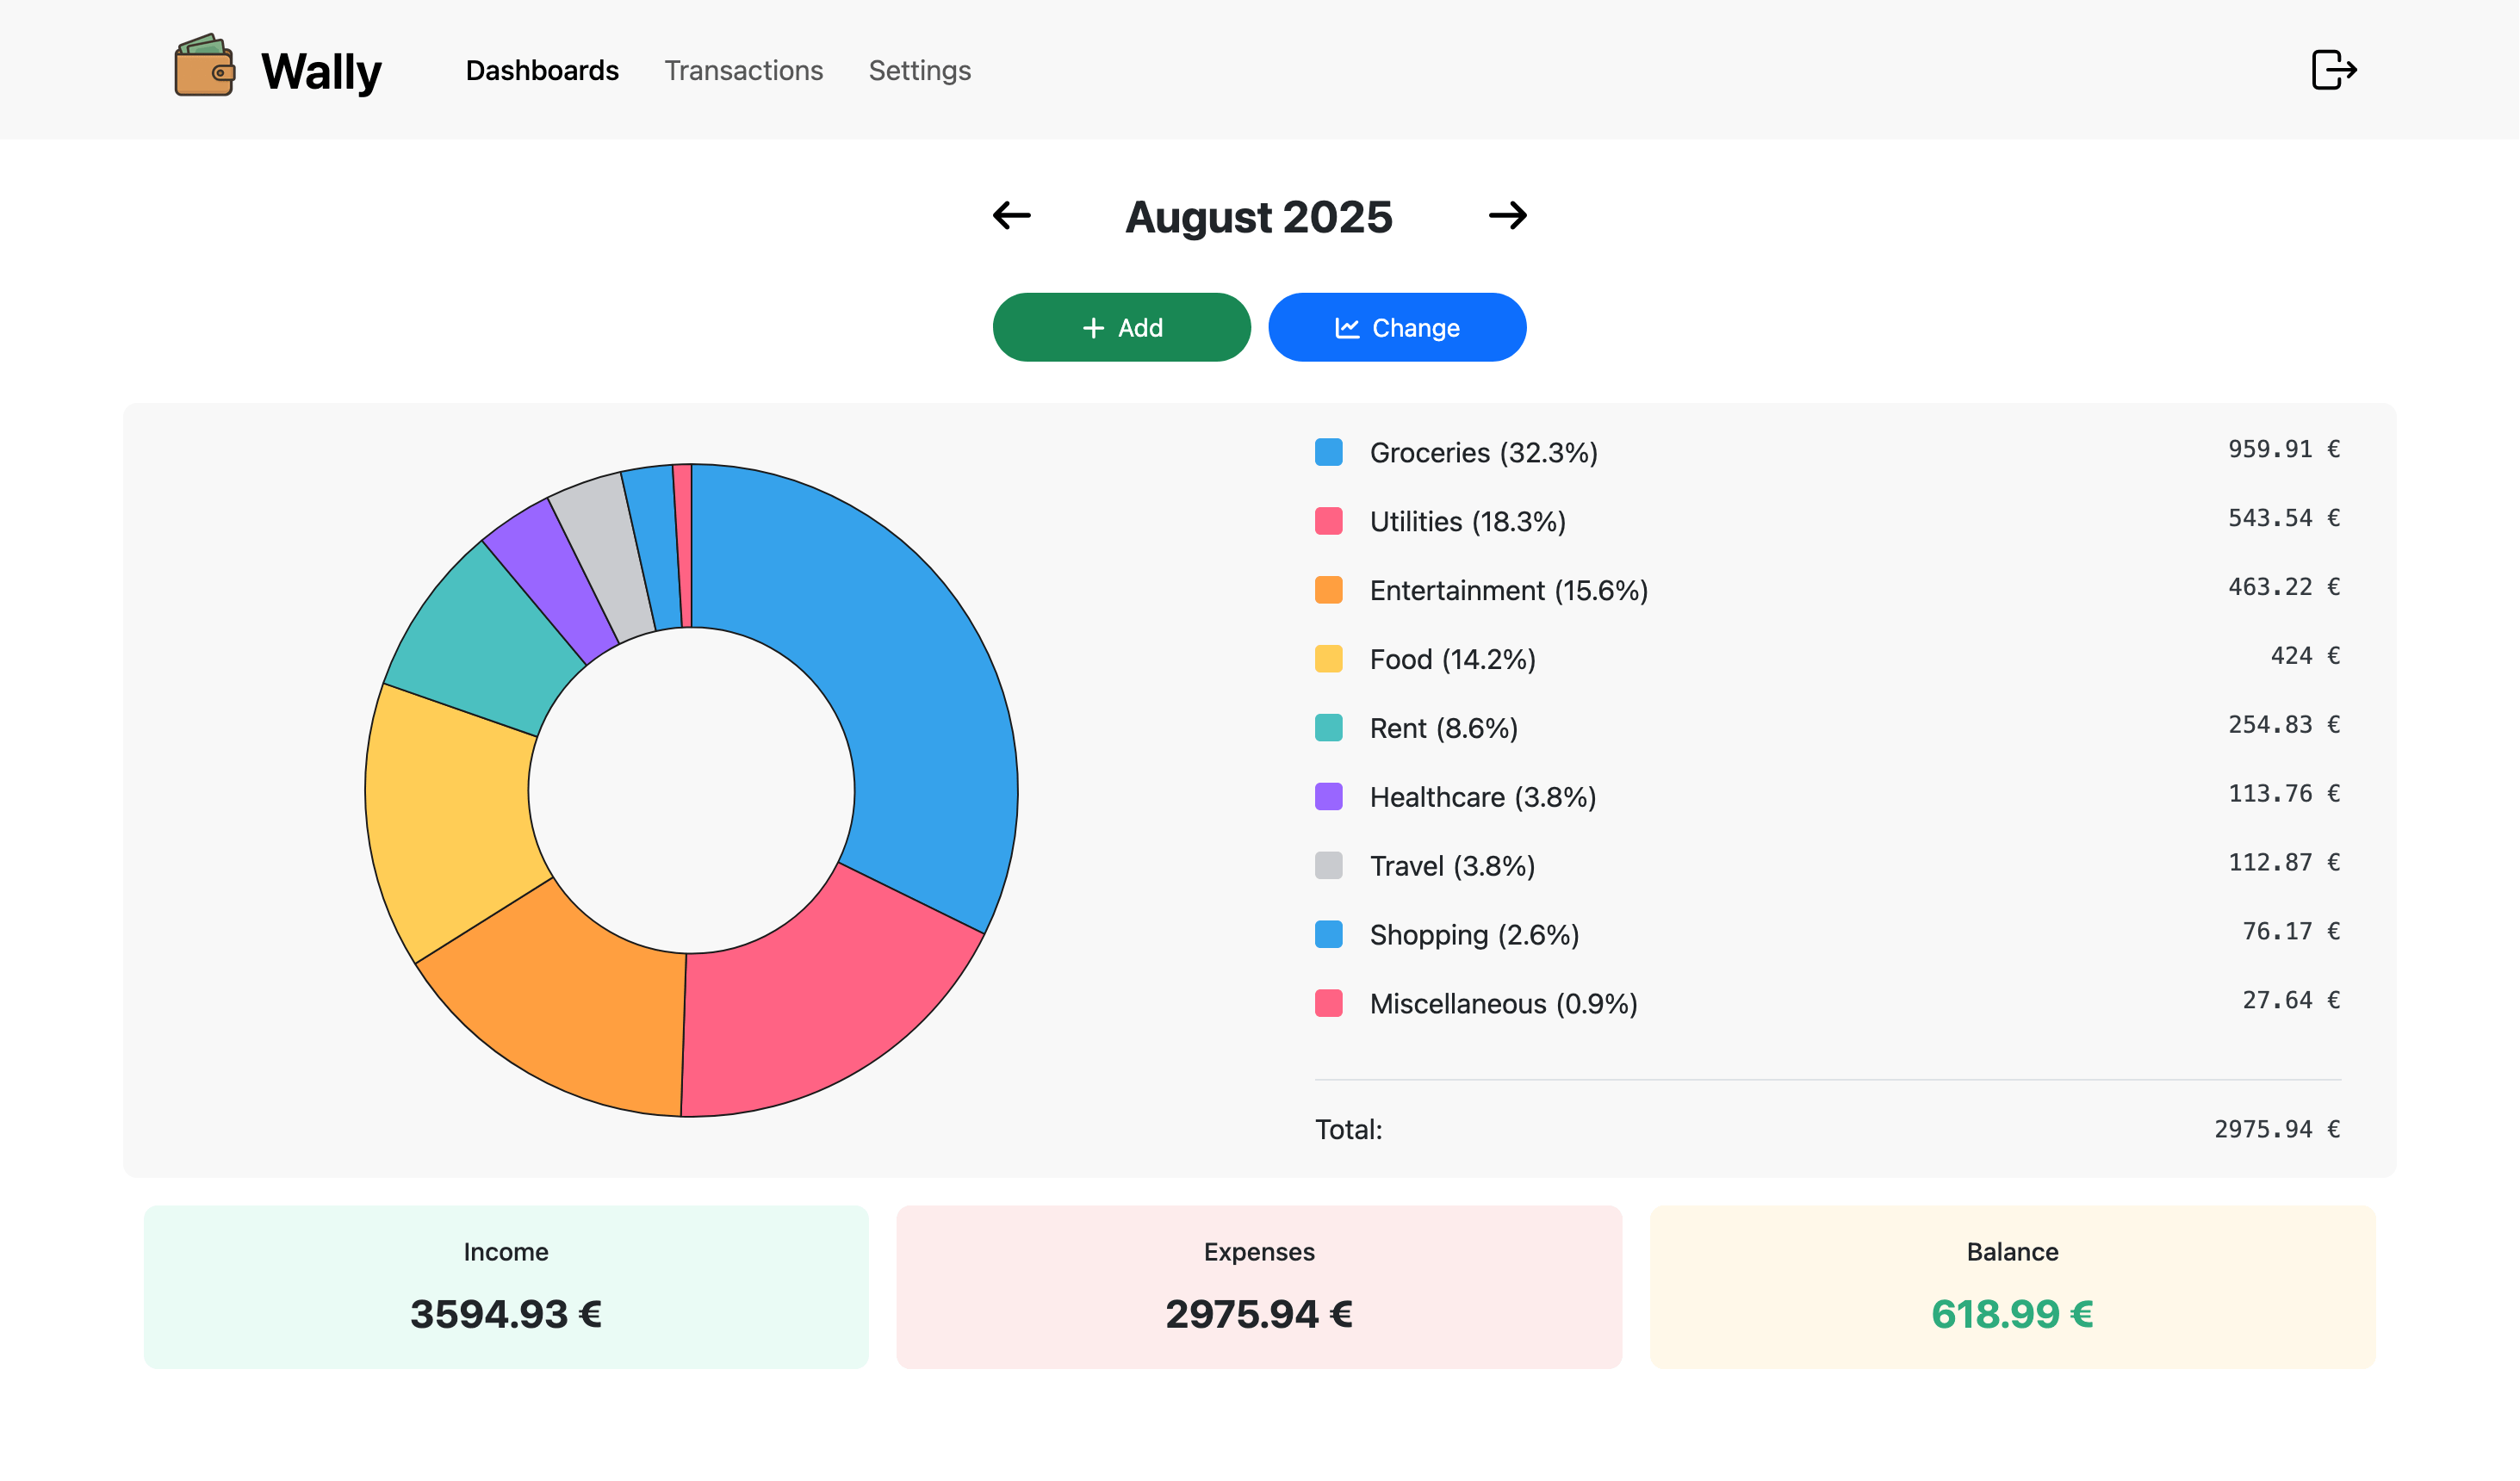 Wally Dashboards Transactions Settings
August 2025
Add Change
Groceries (32.3%) 959.91 €
Utilities (18.3%) 543.54 €
Entertainment (15.6%) 463.22 €
Food (14.2%) 424 €
Rent (8.6%) 254.83 €
Healthcare (3.8%) 113.76 €
Travel (3.8%) 112.87 €
Shopping (2.6%) 76.17 €
Miscellaneous (0.9%) 27.64 €
Total: 2975.94 €
Income Expenses Balance
3594.93 € 2975.94 € 618.99 €